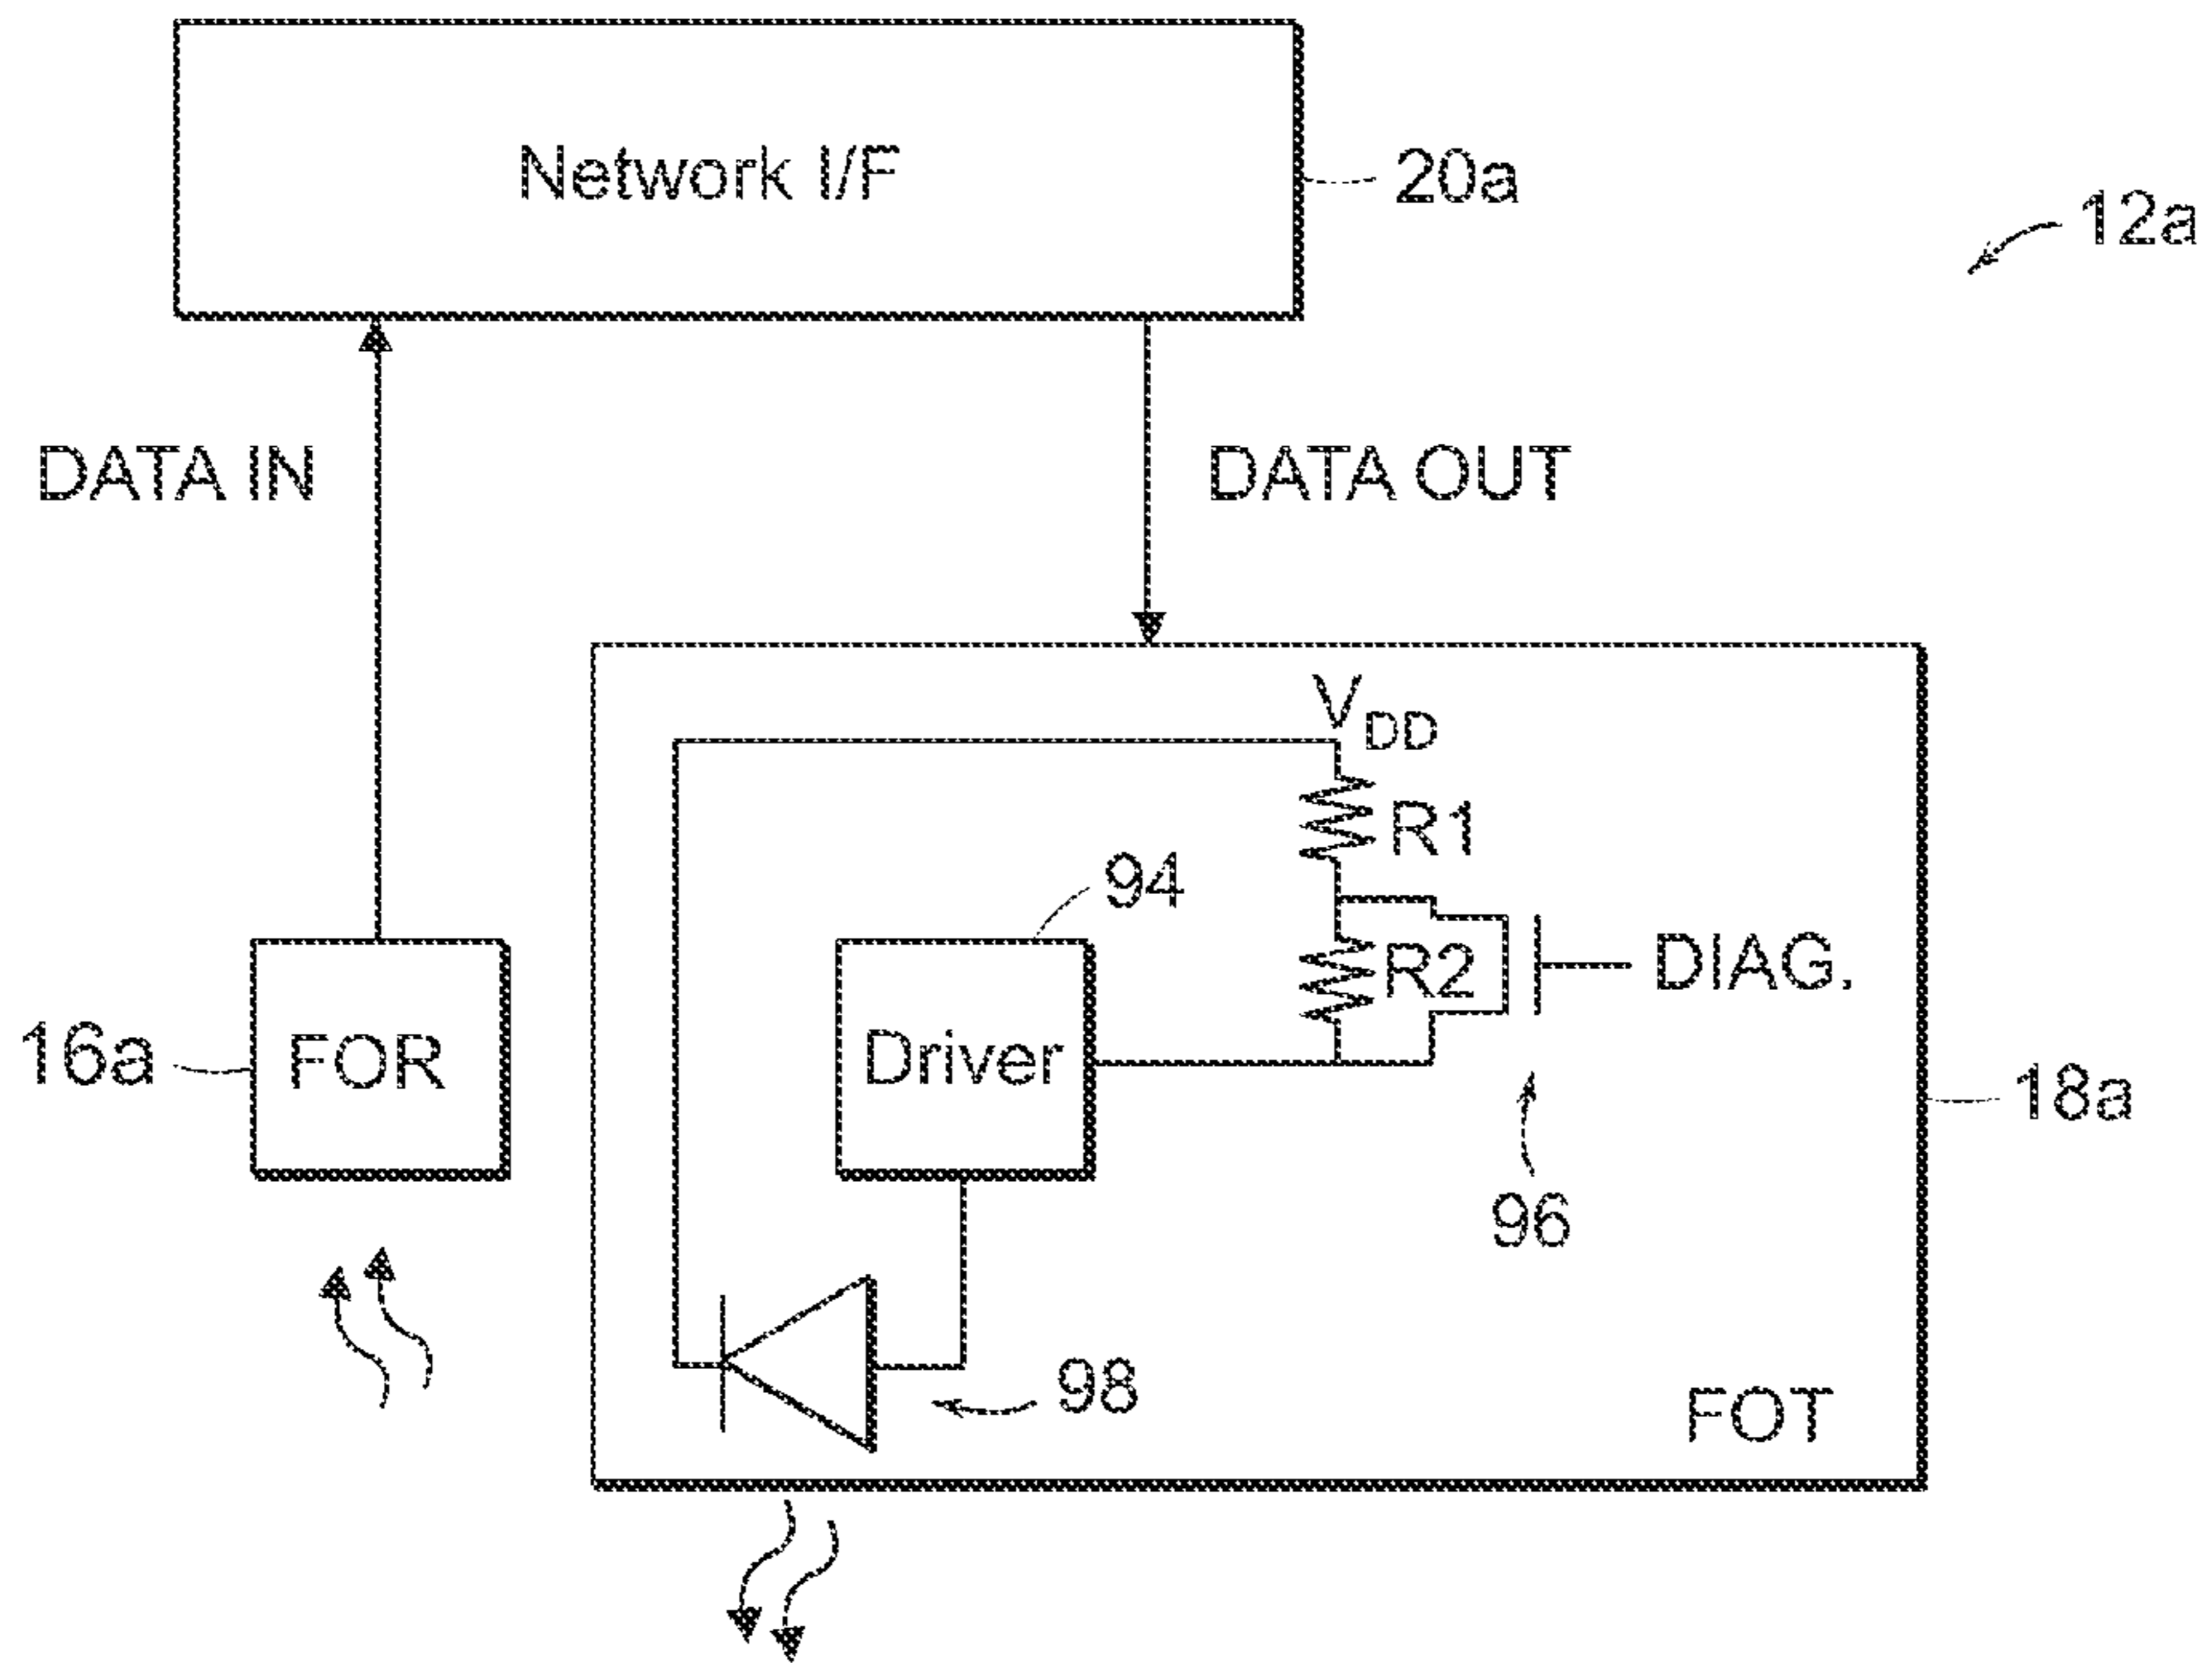 Network I/F
20a
12a
DATA IN
DATA OUT
VDD
R1
94
R2
DIAG.
16a
FOR
Driver
18a
96
98
FOT